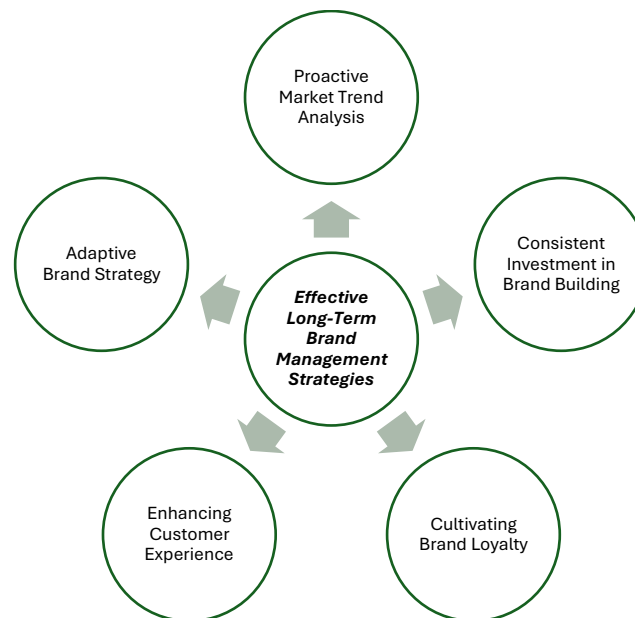 Proactive
Market Trend
Analysis
Adaptive
Brand Strategy
Consistent
Investment in
Brand Building
Effective
Long-Term
Brand
Management
Strategies
Enhancing
Customer
Experience
Cultivating
Brand Loyalty